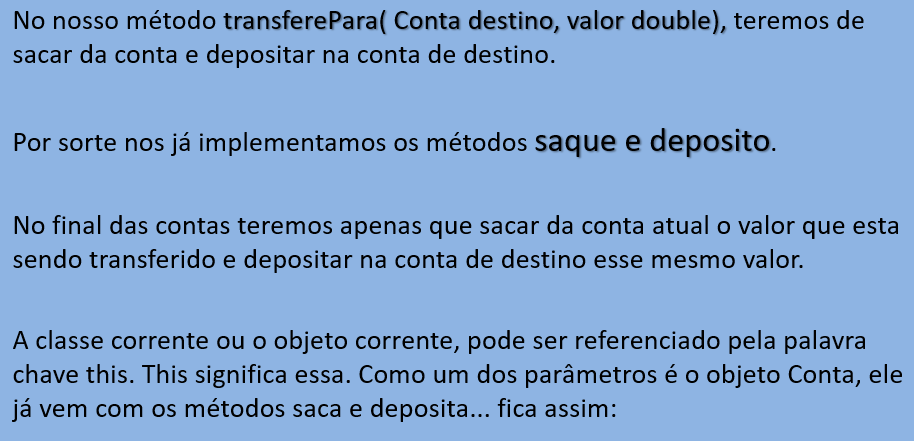 No nosso método transferePara( Conta destino, valor double), teremos de
sacar da conta e depositar na conta de destino.
Por sorte nos já implementamos os métodos saque e deposito.
No final das contas teremos apenas que sacar da conta atual o valor que esta
sendo transferido e depositar na conta de destino esse mesmo valor.
A classe corrente ou o objeto corrente, pode ser referenciado pela palavra
chave this. This significa essa. Como um dos parâmetros é o objeto Conta, ele
já vem com os métodos saca e deposita... fica assim: